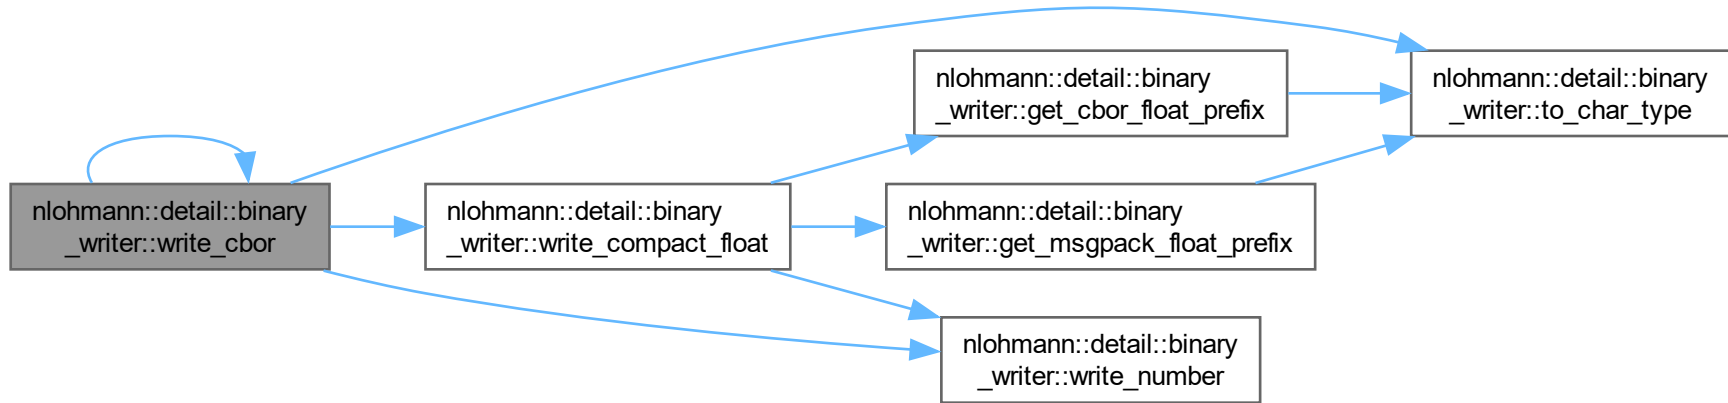 nlohmann::detail::binary
_writer::write_cbor
nlohmann::detail::binary
_writer::write_compact_float
nlohmann::detail::binary
_writer::get_cbor_float_prefix
nlohmann::detail::binary
_writer::get_msgpack_float_prefix
nlohmann::detail::binary
_writer::write_number
nlohmann::detail::binary
_writer::to_char_type